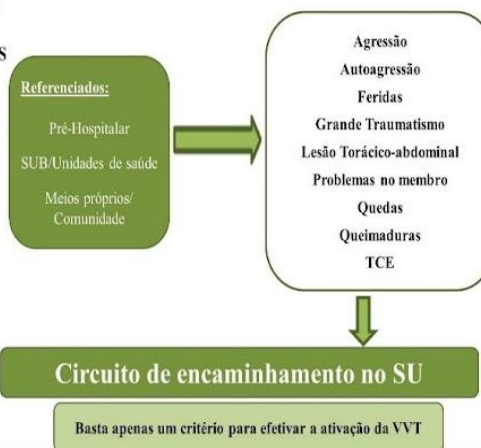 s
Referenciados:
Pré-Hospitalar
SUB/Unidades de saúde
Meios próprios/
Comunidade
Agressão
Autoagressão
Feridas
Grande Traumatismo
Lesão Torácico-abdominal
Problemas no membro
Quedas
Queimaduras
TCE
Circuito de encaminhamento no SU
Basta apenas um critério para efetivar a ativação da VVT